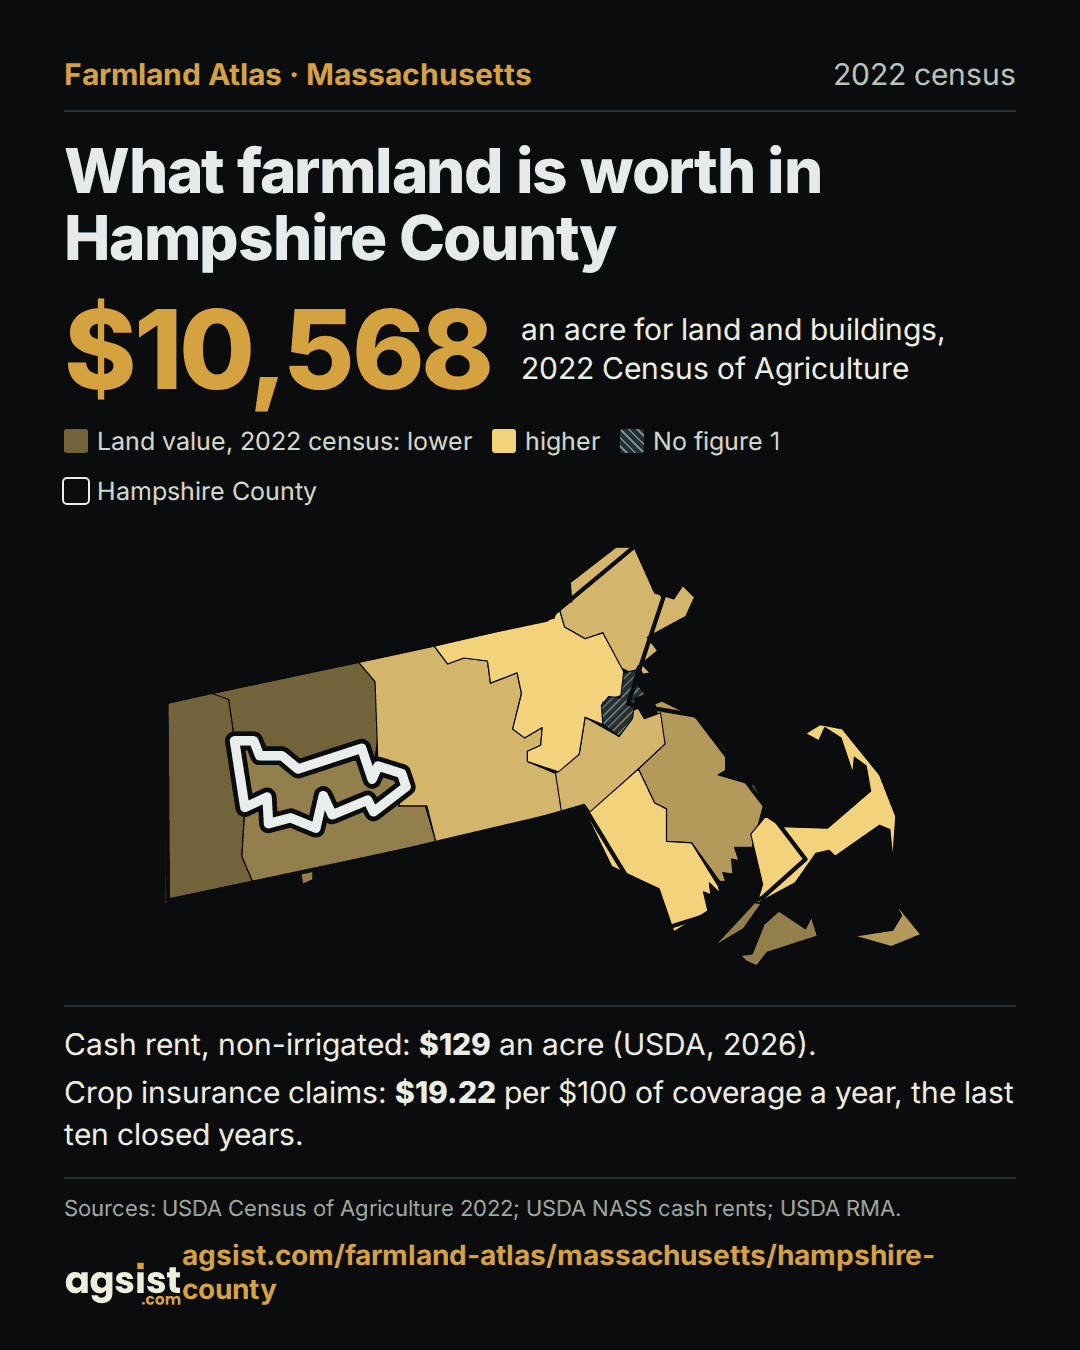 Farmland Atlas · Massachusetts
2022 census
What farmland is worth in
Hampshire County
$10,568
an acre for land and buildings,
2022 Census of Agriculture
Land value, 2022 census: lower
higher
No figure 1
Hampshire County
Cash rent, non-irrigated: $129 an acre (USDA, 2026).
Crop insurance claims: $19.22 per $100 of coverage a year, the last
ten closed years.
Sources: USDA Census of Agriculture 2022; USDA NASS cash rents; USDA RMA.
agsist
.com
agsist.com/farmland-atlas/massachusetts/hampshire-
county